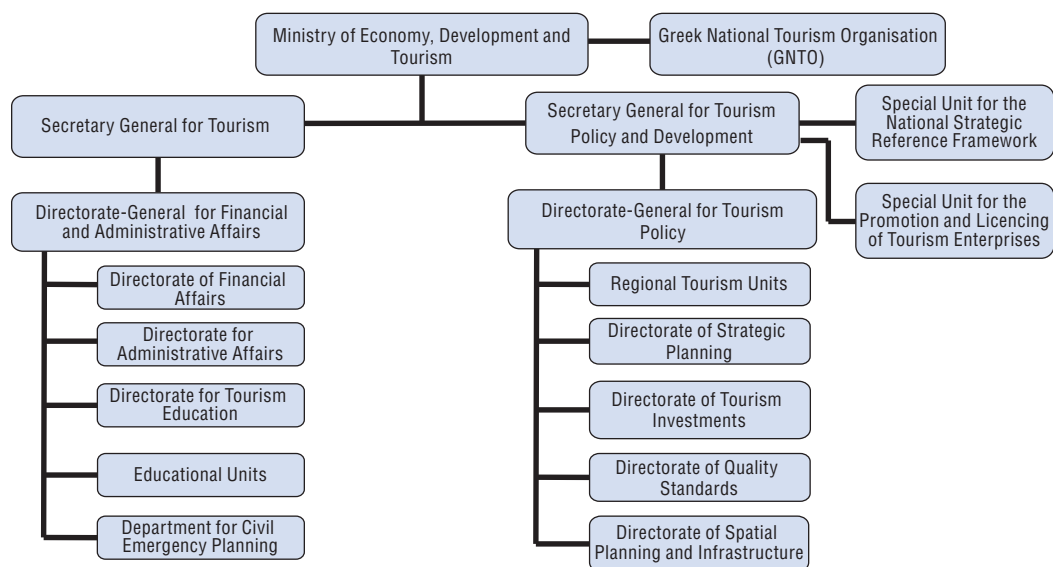 Ministry of Economy, Development and
Tourism
Greek National Tourism Organisation
(GNTO)
Secretary General for Tourism
Secretary General for Tourism
Policy and Development
Special Unit for the
National Strategic
Reference Framework
Special Unit for the
Promotion and Licencing
of Tourism Enterprises
Directorate-General for Financial
and Administrative Affairs
Directorate of Financial
Affairs
Directorate for
Administrative Affairs
Directorate for Tourism
Education
Educational Units
Department for Civil
Emergency Planning
Directorate-General for Tourism
Policy
Regional Tourism Units
Directorate of Strategic
Planning
Directorate of Tourism
Investments
Directorate of Quality
Standards
Directorate of Spatial
Planning and Infrastructure